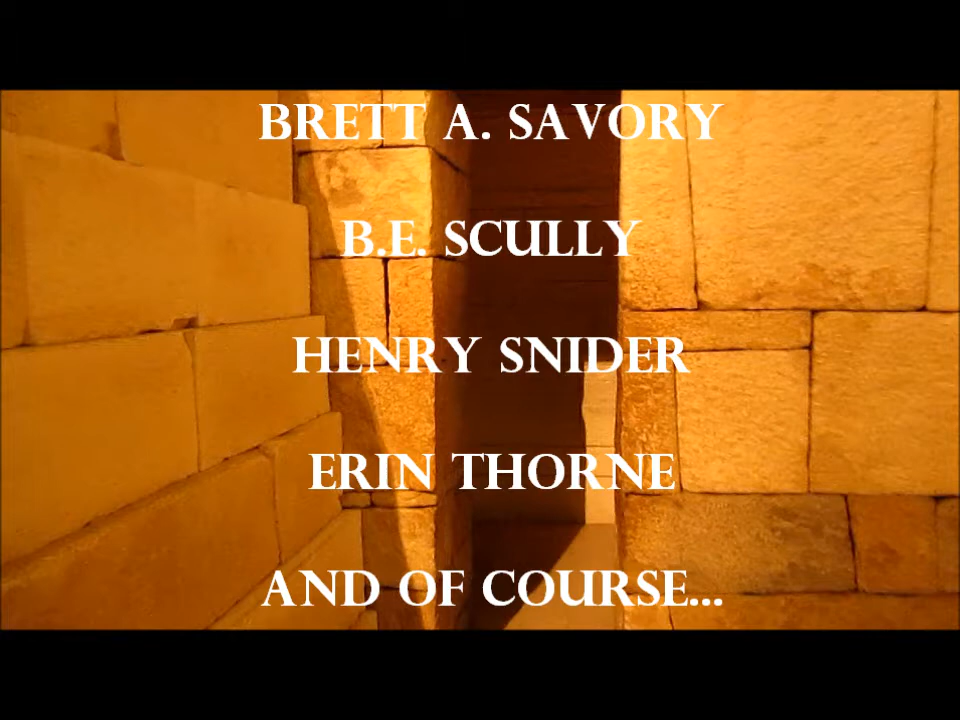 BRETT A. SAVORY
B.E. SCULLY
HENRY SNIDER
ERIN THORNE
AND OF COURSE...